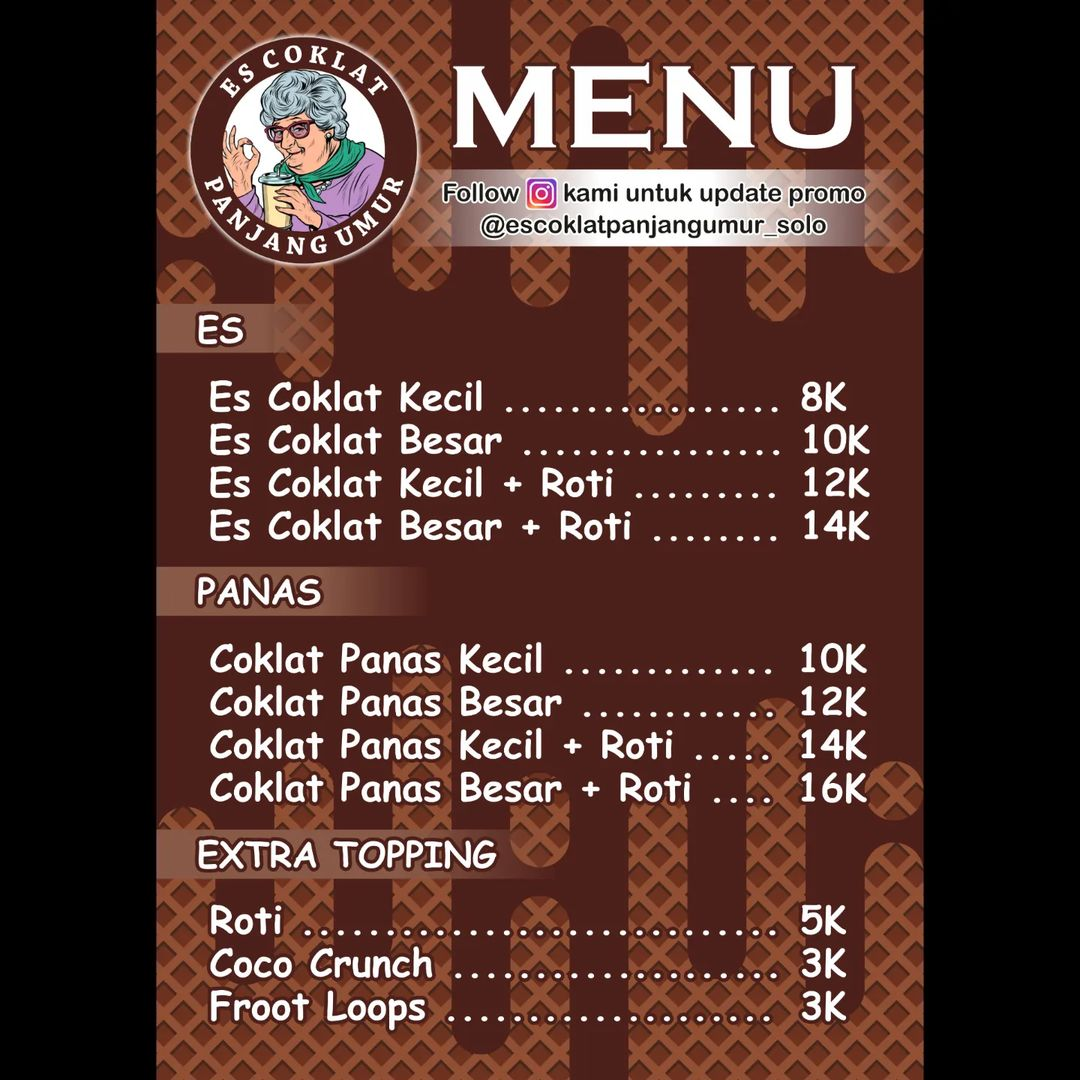 ES COKLAT
PANJANG UMUR
MENU
Follow kami untuk update promo
@escoklatpanjangumur_solo
ES
Es Coklat Kecil ................. 8K
Es Coklat Besar ................ 10K
Es Coklat Kecil + Roti ......... 12K
Es Coklat Besar + Roti ........ 14K
PANAS
Coklat Panas Kecil ............. 10K
Coklat Panas Besar ............ 12K
Coklat Panas Kecil + Roti ..... 14K
Coklat Panas Besar + Roti .... 16K
EXTRA TOPPING
Roti ............................. 5K
Coco Crunch .................... 3K
Froot Loops .................... 3K